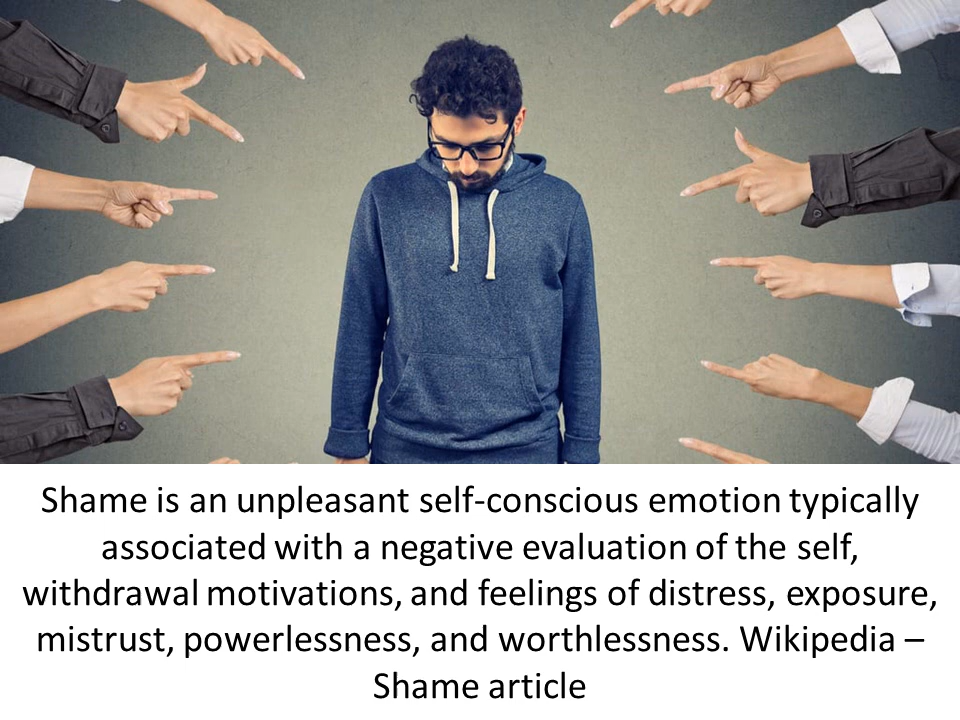 Shame is an unpleasant self-conscious emotion typically
associated with a negative evaluation of the self,
withdrawal motivations, and feelings of distress, exposure,
mistrust, powerlessness, and worthlessness. Wikipedia –
Shame article